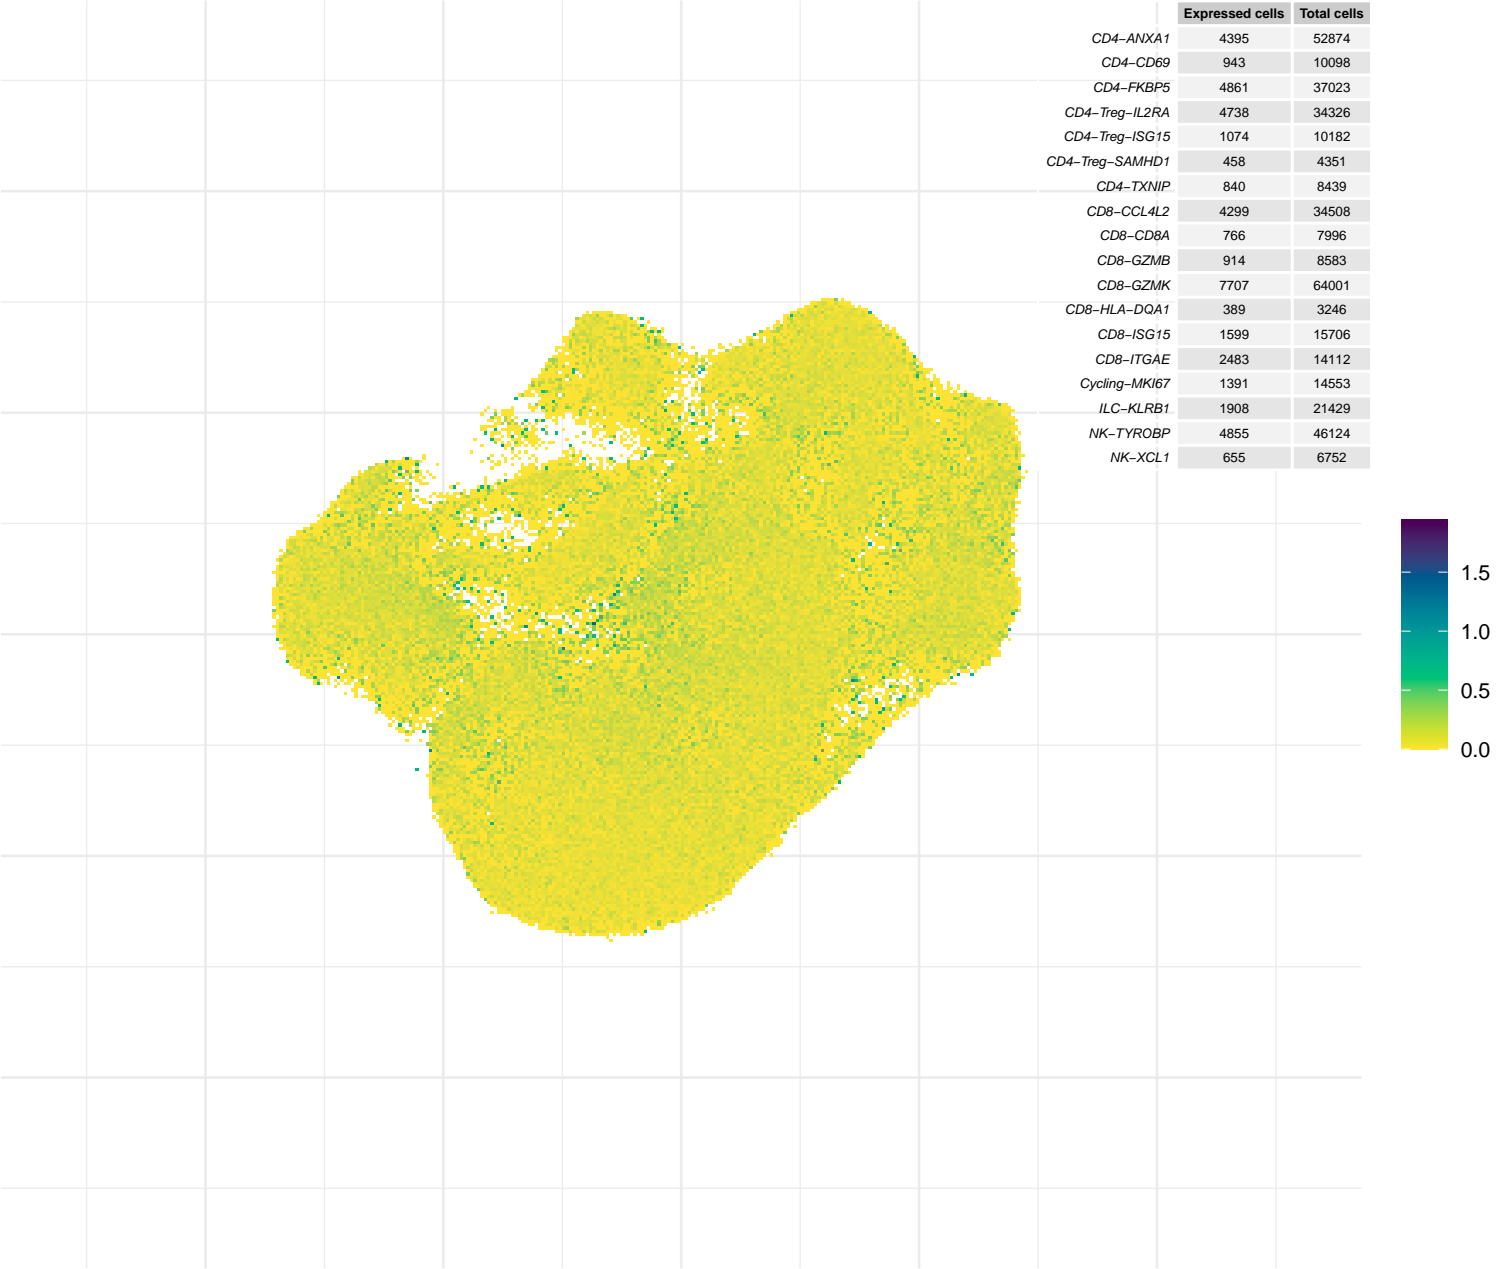 Expressed cells Total cells
CD4−ANXA1 4395 52874
CD4−CD69 943 10098
CD4−FKBP5 4861 37023
CD4−Treg−IL2RA 4738 34326
CD4−Treg−ISG15 1074 10182
CD4−Treg−SAMHD1 458 4351
CD4−TXNIP 840 8439
CD8−CCL4L2 4299 34508
CD8−CD8A 766 7996
CD8−GZMB 914 8583
CD8−GZMK 7707 64001
CD8−HLA−DQA1 389 3246
CD8−ISG15 1599 15706
CD8−ITGAE 2483 14112
Cycling−MKI67 1391 14553
ILC−KLRB1 1908 21429
NK−TYROBP 4855 46124
NK−XCL1 655 6752
1.5
1.0
0.5
0.0